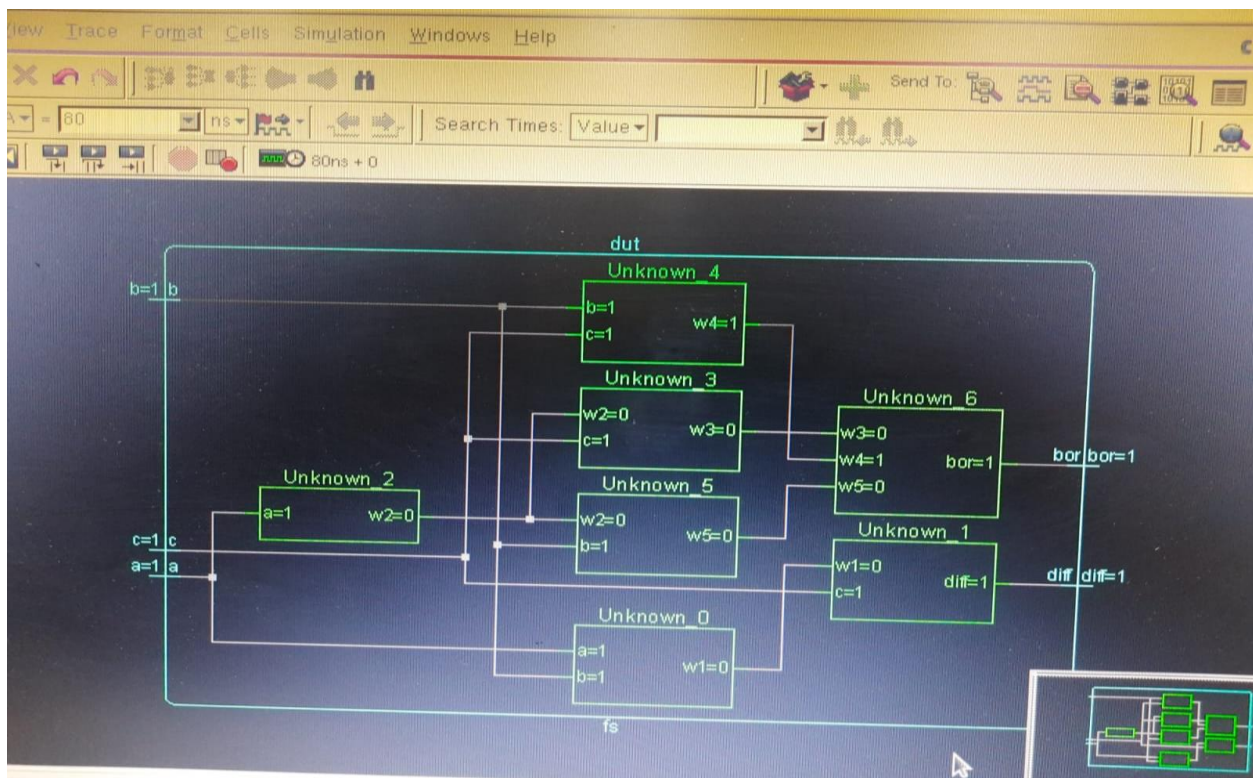 iew Trace Format Cells Simulation Windows Help
Send To:
= 80 ns Search Times: Value
80ns + 0
dut
Unknown_4
b=1 b
b=1
c=1
w4=1
Unknown_3
w2=0
c=1
w3=0
Unknown_6
w3=0
w4=1
w5=0
bor=1
bor bor=1
Unknown_2
a=1 w2=0
Unknown_5
w2=0
b=1
w5=0
c=1 c
a=1 a
Unknown_1
w1=0
c=1
diff=1
diff diff=1
Unknown_0
a=1
b=1
w1=0
fs